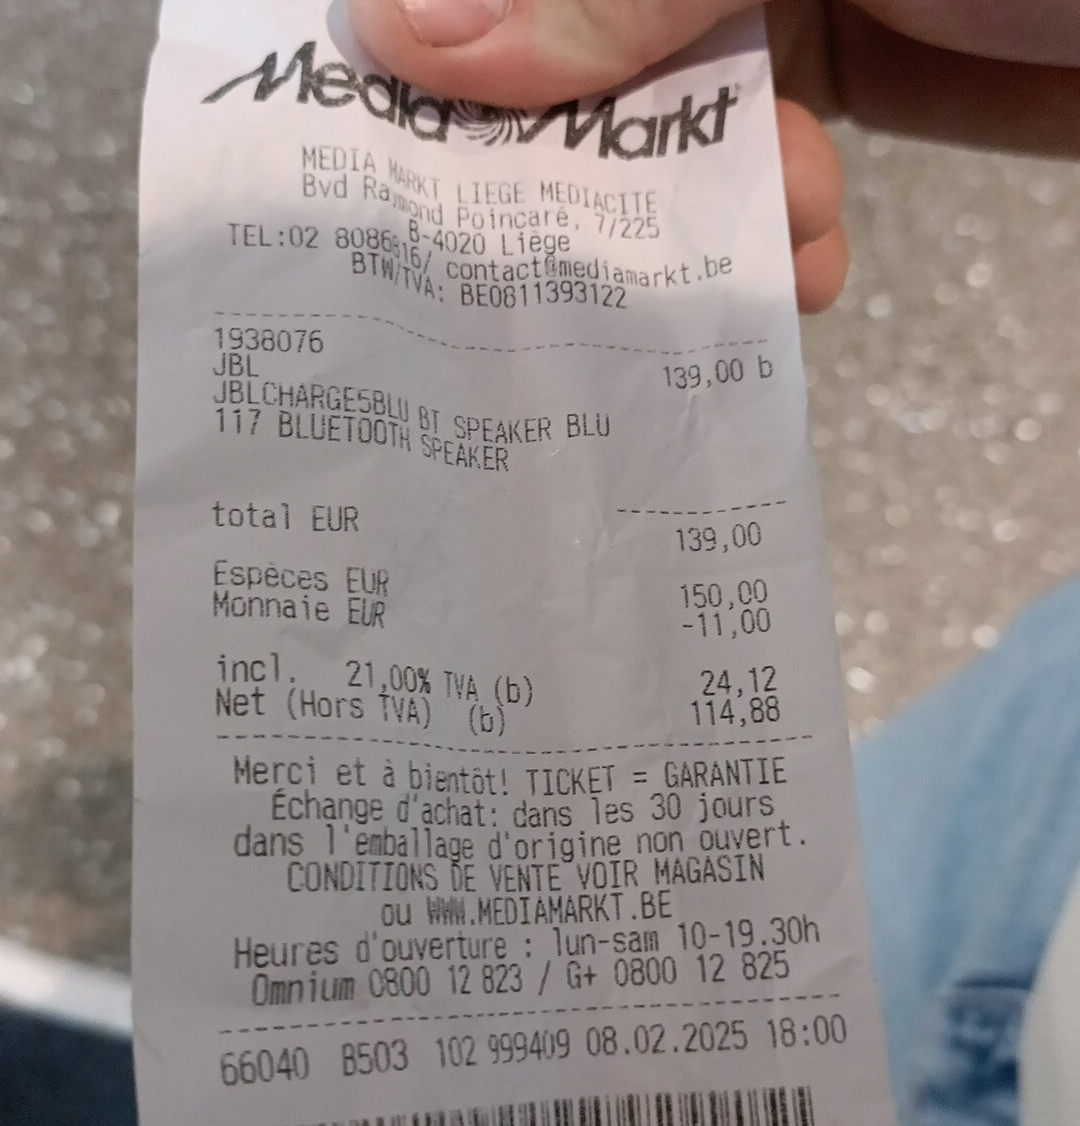 Media Markt
MEDIA MARKT LIEGE MEDIACITE
Bvd Raymond Poincaré, 7/225
B-4020 Liège
TEL:02 8086816/ contact@mediamarkt.be
BTW/TVA: BE0811393122
1938076
JBL 139,00 b
JBLCHARGE5BLU BT SPEAKER BLU
117 BLUETOOTH SPEAKER
total EUR 139,00
Espèces EUR 150,00
Monnaie EUR -11,00
incl. 21,00% TVA (b) 24,12
Net (Hors TVA) (b) 114,88
Merci et à bientôt! TICKET = GARANTIE
Échange d'achat: dans les 30 jours
dans l'emballage d'origine non ouvert.
CONDITIONS DE VENTE VOIR MAGASIN
ou WWW.MEDIAMARKT.BE
Heures d'ouverture : lun-sam 10-19.30h
Omnium 0800 12 823 / G+ 0800 12 825
66040 B503 102 999409 08.02.2025 18:00